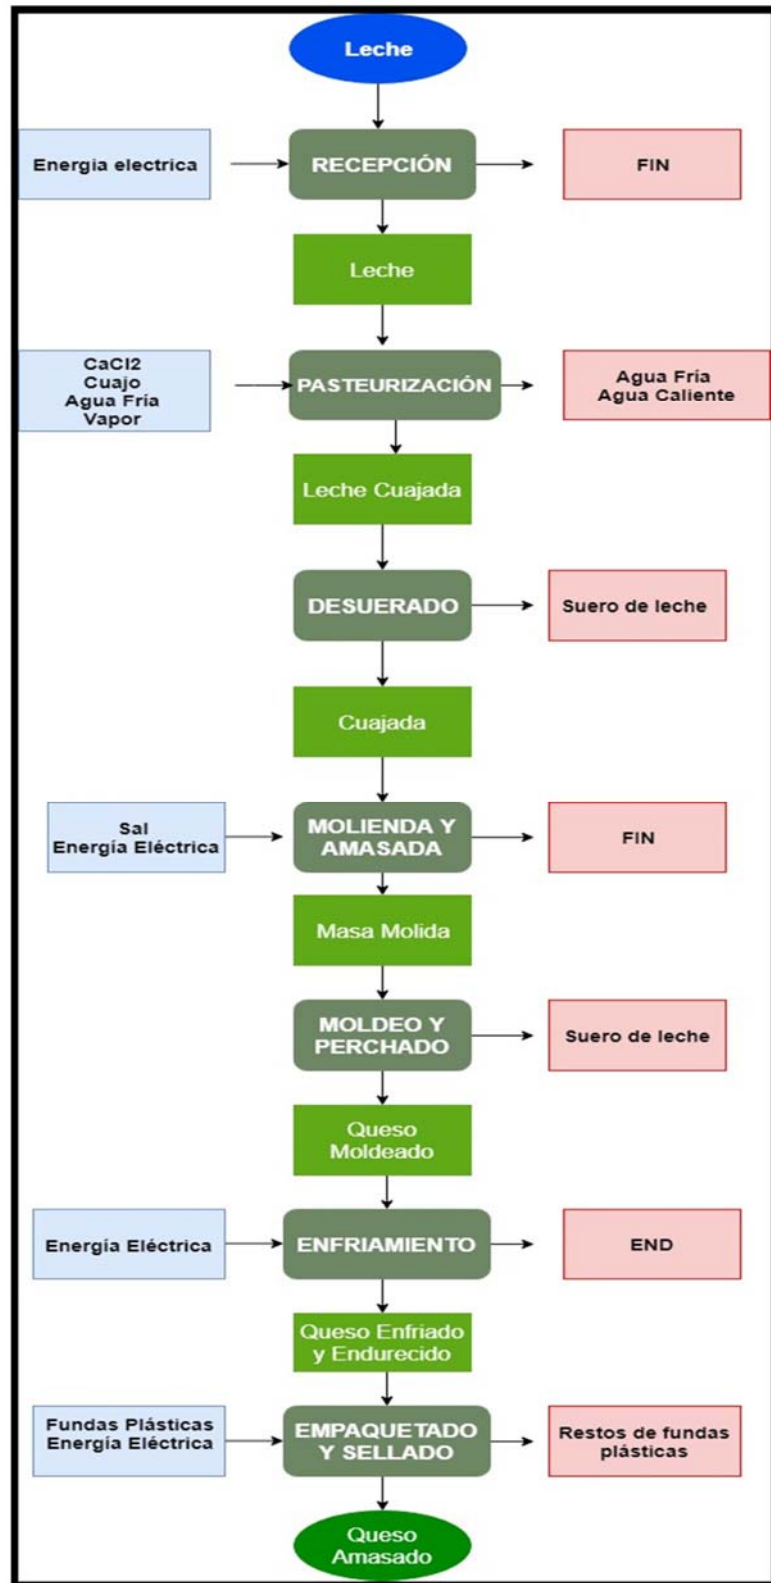 Leche
Energia electrica
RECEPCIÓN
FIN
Leche
CaCl2
Cuajo
Agua Fría
Vapor
PASTEURIZACIÓN
Agua Fría
Agua Caliente
Leche Cuajada
DESUERADO
Suero de leche
Cuajada
Sal
Energía Eléctrica
MOLIENDA Y
AMASADA
FIN
Masa Molida
MOLDEO Y
PERCHADO
Suero de leche
Queso
Moldeado
Energía Eléctrica
ENFRIAMIENTO
END
Queso Enfriado
y Endurecido
Fundas Plásticas
Energía Eléctrica
EMPAQUETADO
Y SELLADO
Restos de fundas
plásticas
Queso
Amasado